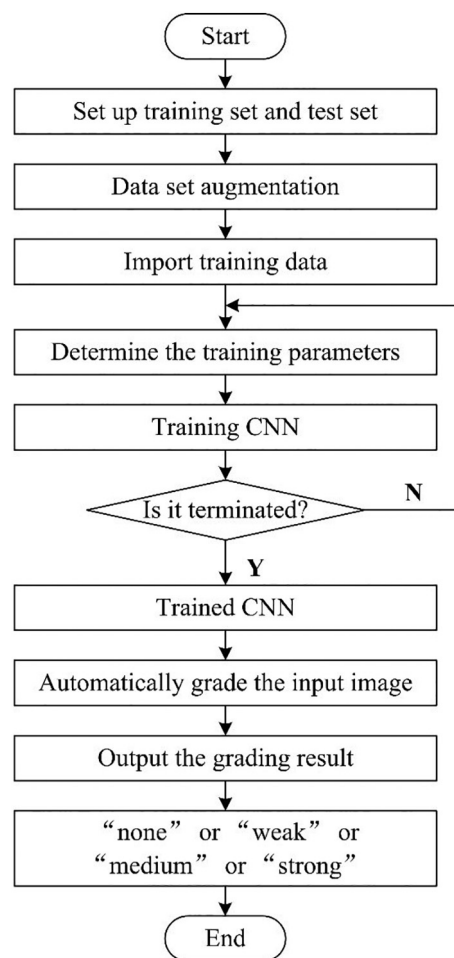 Start
Set up training set and test set
Data set augmentation
Import training data
Determine the training parameters
Training CNN
Is it terminated?
N
Y
Trained CNN
Automatically grade the input image
Output the grading result
“none” or “weak” or
“medium” or “strong”
End